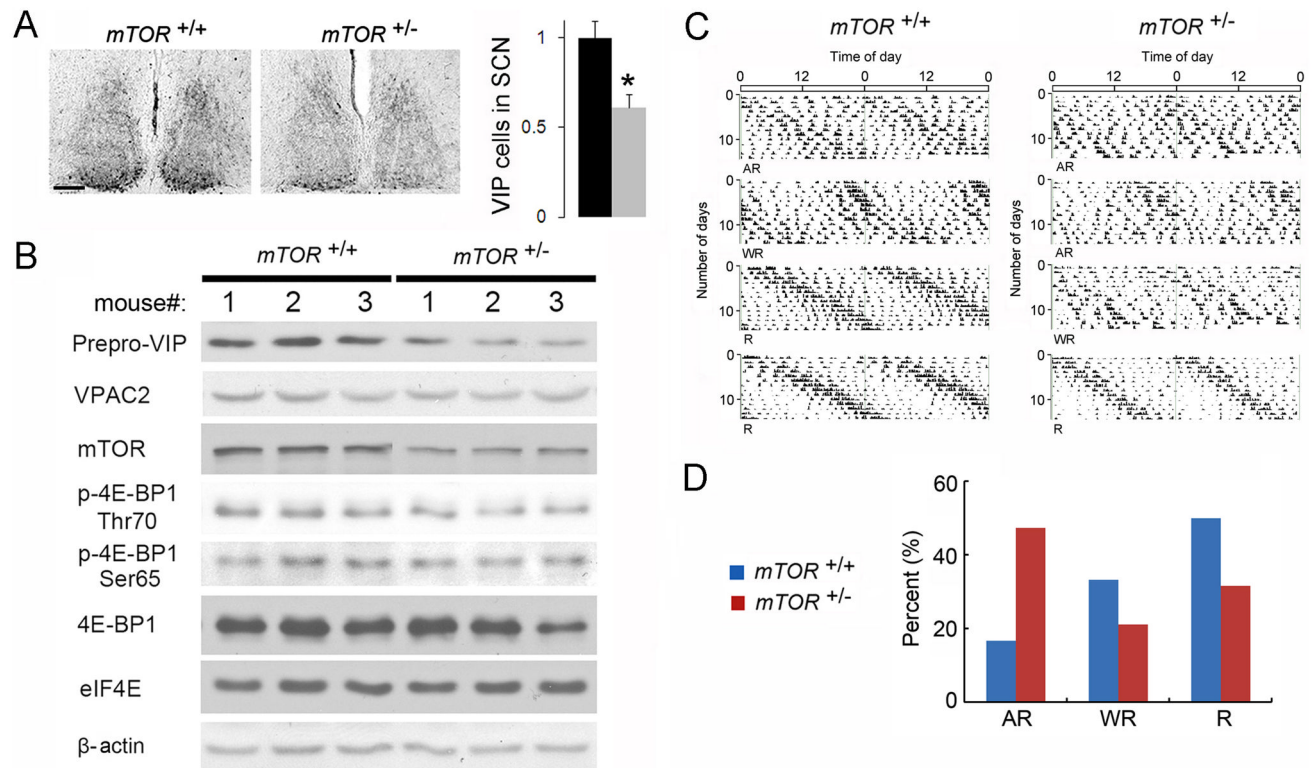 A
mTOR +/+
mTOR +/-
VIP cells in SCN
1
0.5
0
*
B
mTOR +/+
mTOR +/-
mouse#: 1 2 3 1 2 3
Prepro-VIP
VPAC2
mTOR
p-4E-BP1
Thr70
p-4E-BP1
Ser65
4E-BP1
eIF4E
β-actin
C
mTOR +/+
Time of day
0 12 0 12 0
Number of days
0
10
AR
0
10
WR
0
10
R
0
10
R
mTOR +/-
Time of day
0 12 0 12 0
Number of days
0
10
AR
0
10
AR
0
10
WR
0
10
R
D
mTOR +/+
mTOR +/-
Percent (%)
60
40
20
0
AR WR R